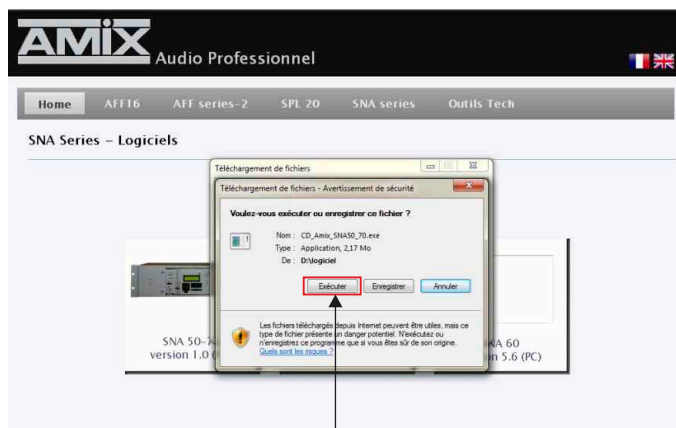 AMIX
Audio Professionnel
Home AFF16 AFF series-2 SPL 20 SNA series Outils Tech
SNA Series – Logiciels
Téléchargement de fichiers
Téléchargement de fichiers - Avertissement de sécurité
Voulez-vous exécuter ou enregistrer ce fichier ?
Nom : CD_Amix_SNA50_70.exe
Type : Application, 2,17 Mo
De : D:\logiciel
Exécuter Enregistrer Annuler
Les fichiers téléchargés depuis Internet peuvent être utiles, mais ce
type de fichier présente un danger potentiel. N'exécutez ou
n'enregistrez ce programme que si vous êtes sûr de son origine.
Quels sont les risques ?
SNA 50-7
version 1.0
NA 60
n 5.6 (PC)